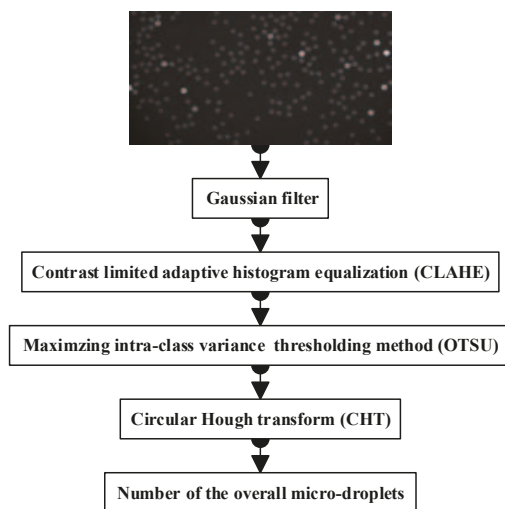 Gaussian filter
Contrast limited adaptive histogram equalization (CLAHE)
Maximzing intra-class variance thresholding method (OTSU)
Circular Hough transform (CHT)
Number of the overall micro-droplets